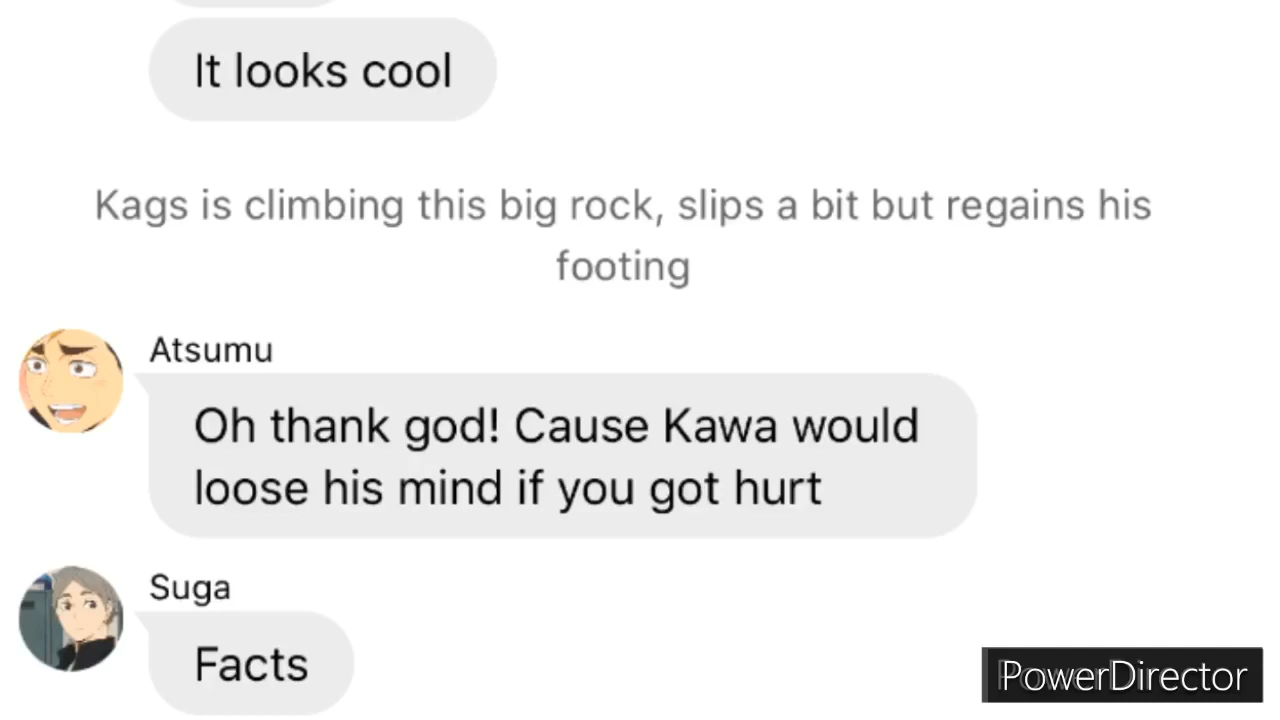 It looks cool
Kags is climbing this big rock, slips a bit but regains his
footing
Atsumu
Oh thank god! Cause Kawa would
loose his mind if you got hurt
Suga
Facts
PowerDirector